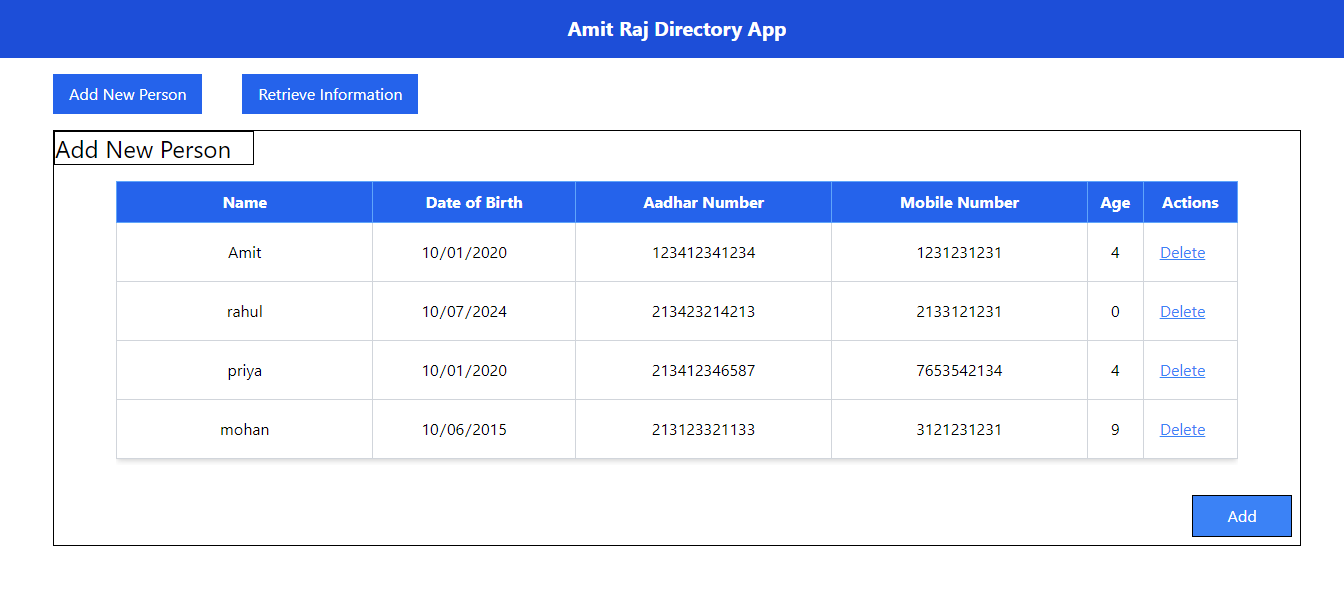 Amit Raj Directory App
Add New Person Retrieve Information
Add New Person
Name Date of Birth Aadhar Number Mobile Number Age Actions
Amit 10/01/2020 123412341234 1231231231 4 Delete
rahul 10/07/2024 213423214213 2133121231 0 Delete
priya 10/01/2020 213412346587 7653542134 4 Delete
mohan 10/06/2015 213123321133 3121231231 9 Delete
Add